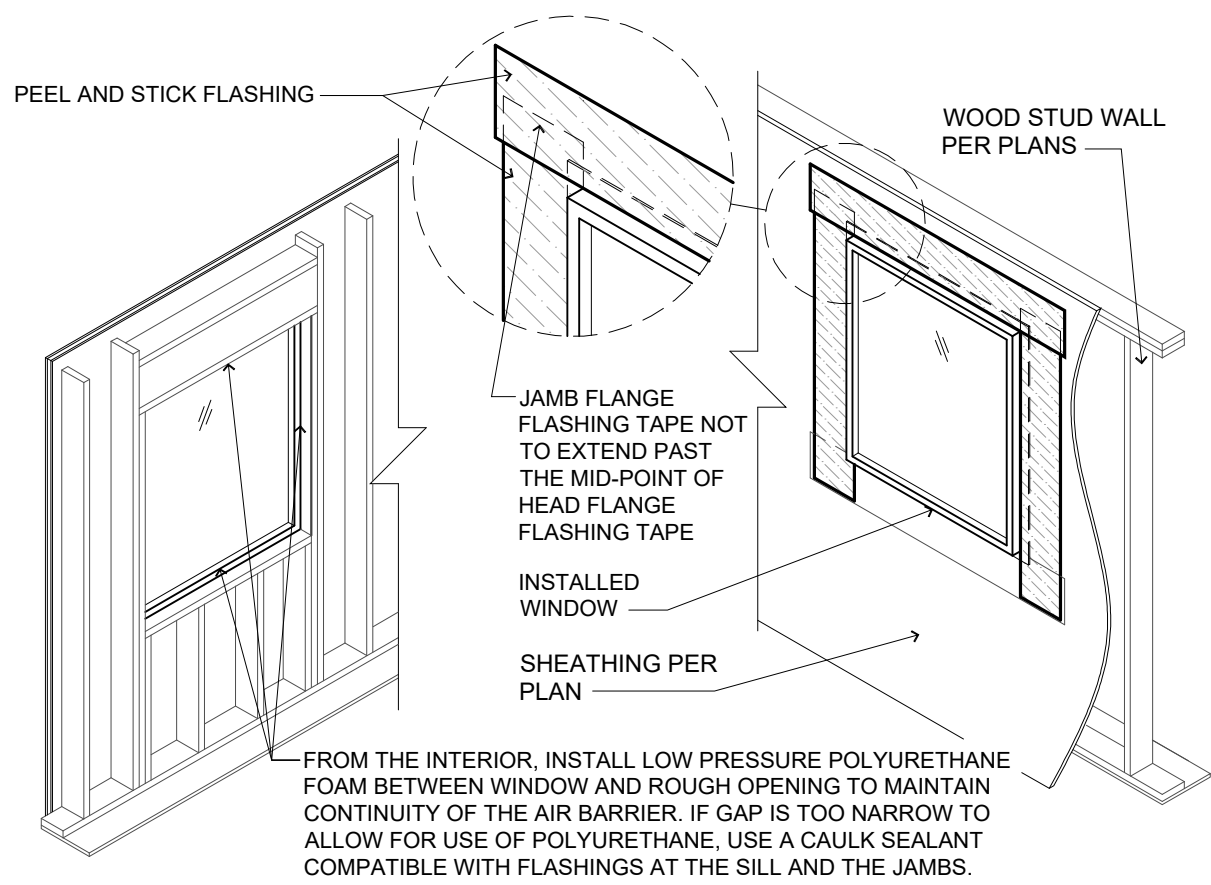 PEEL AND STICK FLASHING
WOOD STUD WALL
PER PLANS
JAMB FLANGE
FLASHING TAPE NOT
TO EXTEND PAST
THE MID-POINT OF
HEAD FLANGE
FLASHING TAPE
INSTALLED
WINDOW
SHEATHING PER
PLAN
FROM THE INTERIOR, INSTALL LOW PRESSURE POLYURETHANE
FOAM BETWEEN WINDOW AND ROUGH OPENING TO MAINTAIN
CONTINUITY OF THE AIR BARRIER. IF GAP IS TOO NARROW TO
ALLOW FOR USE OF POLYURETHANE, USE A CAULK SEALANT
COMPATIBLE WITH FLASHINGS AT THE SILL AND THE JAMBS.